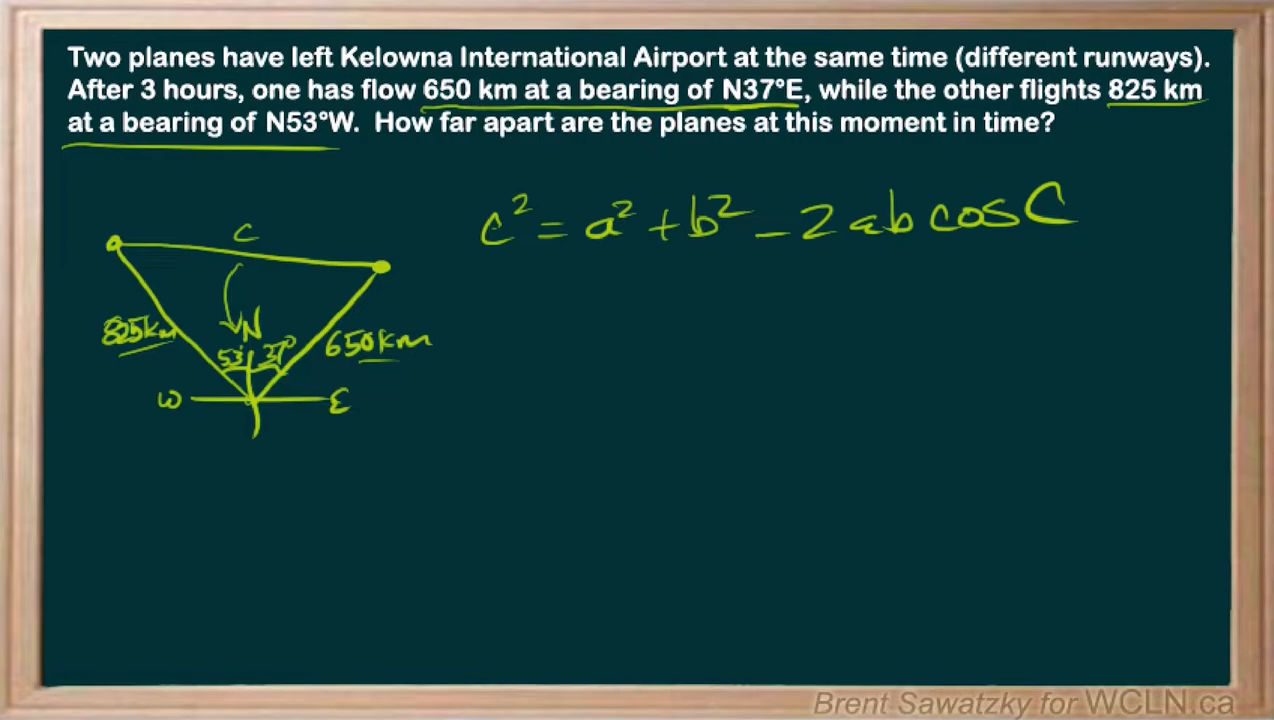 Two planes have left Kelowna International Airport at the same time (different runways).
After 3 hours, one has flow 650 km at a bearing of N37°E, while the other flights 825 km
at a bearing of N53°W. How far apart are the planes at this moment in time?
c² = a² + b² - 2ab cos C
c
N
825km
53°
37°
650km
W
E
Brent Sawatzky for WCLN.ca